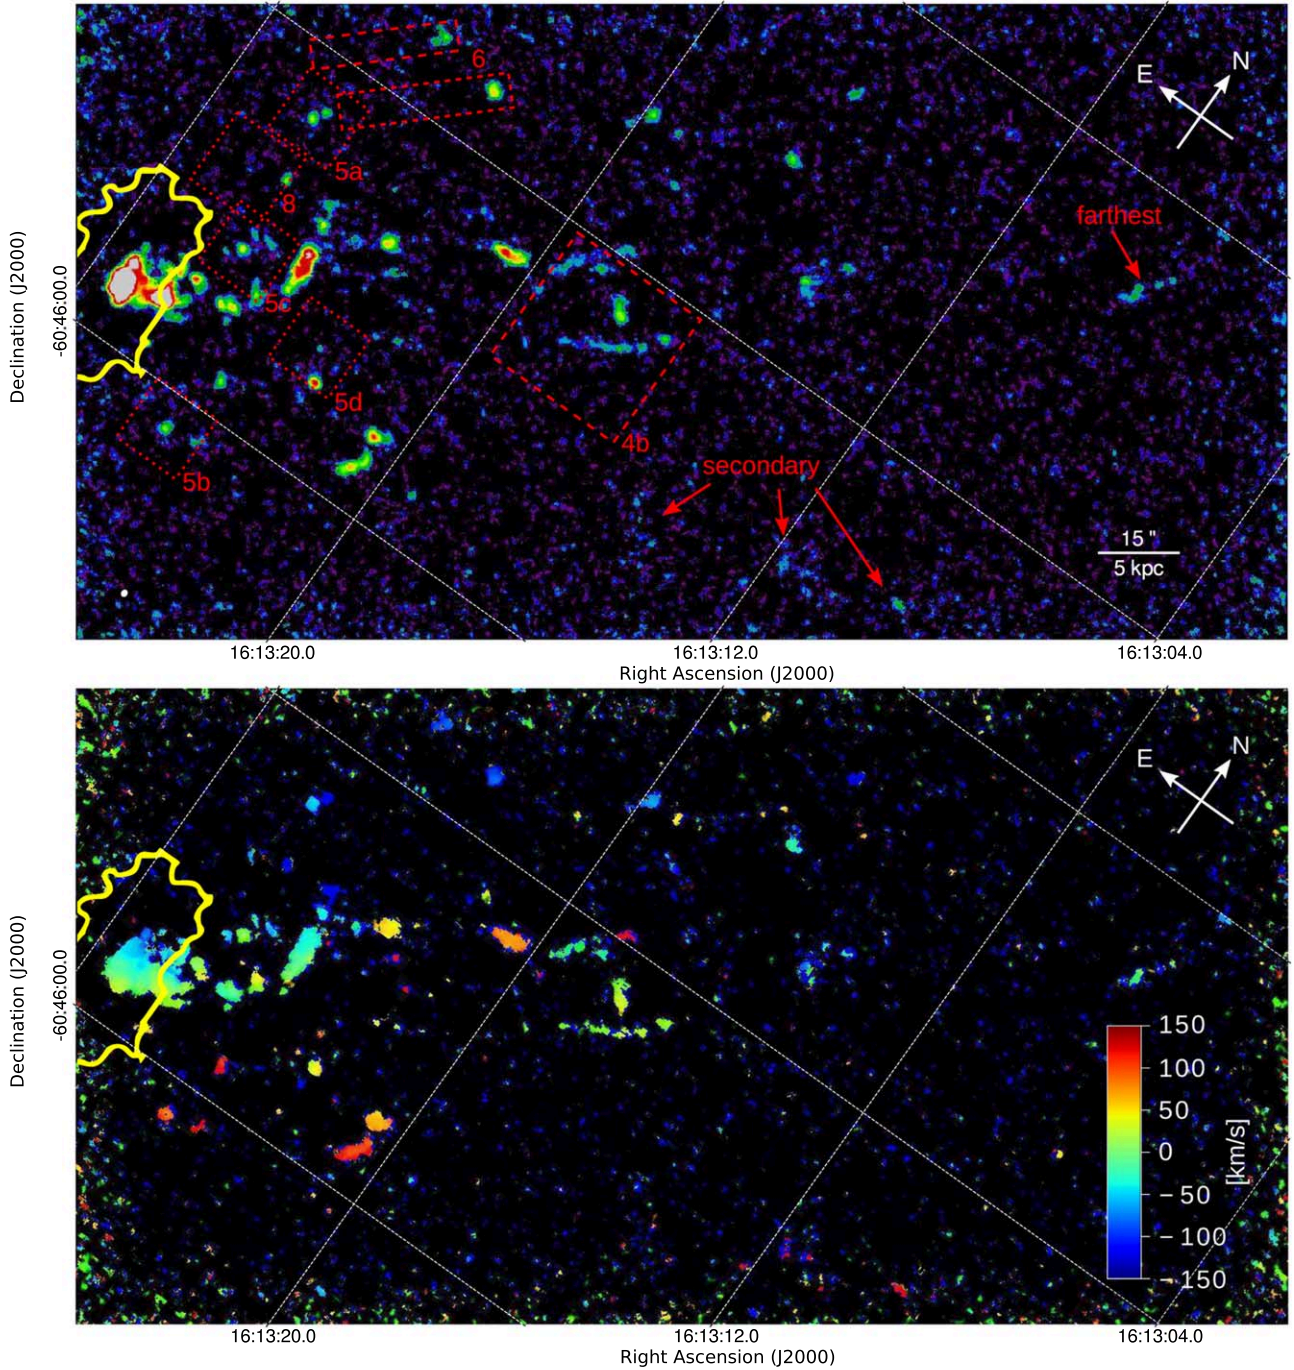 E
N
6
5a
8
farthest
5c
5d
4b
secondary
5b
15 "
5 kpc
Declination (J2000)
-60:46:00.0
16:13:20.0
16:13:12.0
16:13:04.0
Right Ascension (J2000)
E
N
150
100
50
0
−50
−100
−150
[km/s]
Declination (J2000)
-60:46:00.0
16:13:20.0
16:13:12.0
16:13:04.0
Right Ascension (J2000)